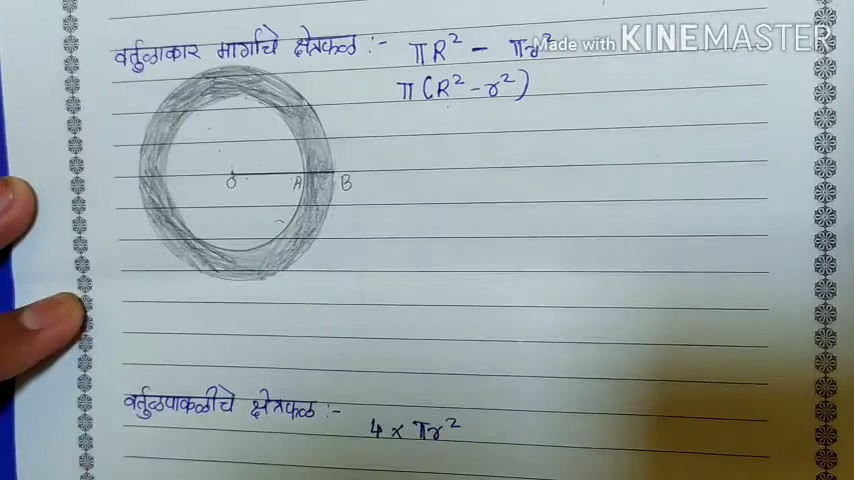 वर्तुळाकार मार्गाचे क्षेत्रफळ :- πR² - πr²
Made with KINEMASTER
π(R² - r²)
O A B
वर्तुळपाकळीचे क्षेत्रफळ :-
4 × πr²